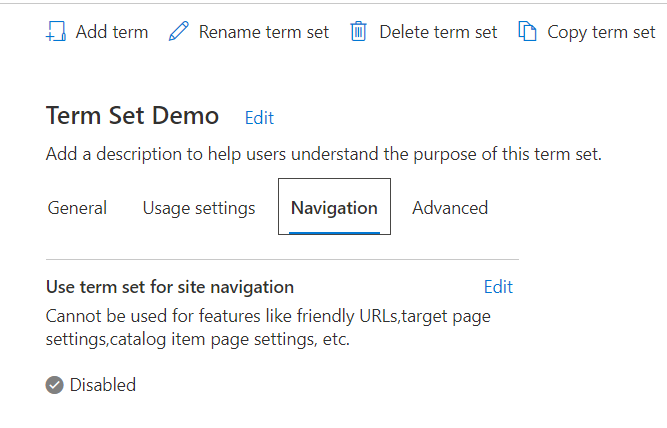 Add term Rename term set Delete term set Copy term set
Term Set Demo Edit
Add a description to help users understand the purpose of this term set.
General Usage settings Navigation Advanced
Use term set for site navigation Edit
Cannot be used for features like friendly URLs,target page
settings,catalog item page settings, etc.
Disabled